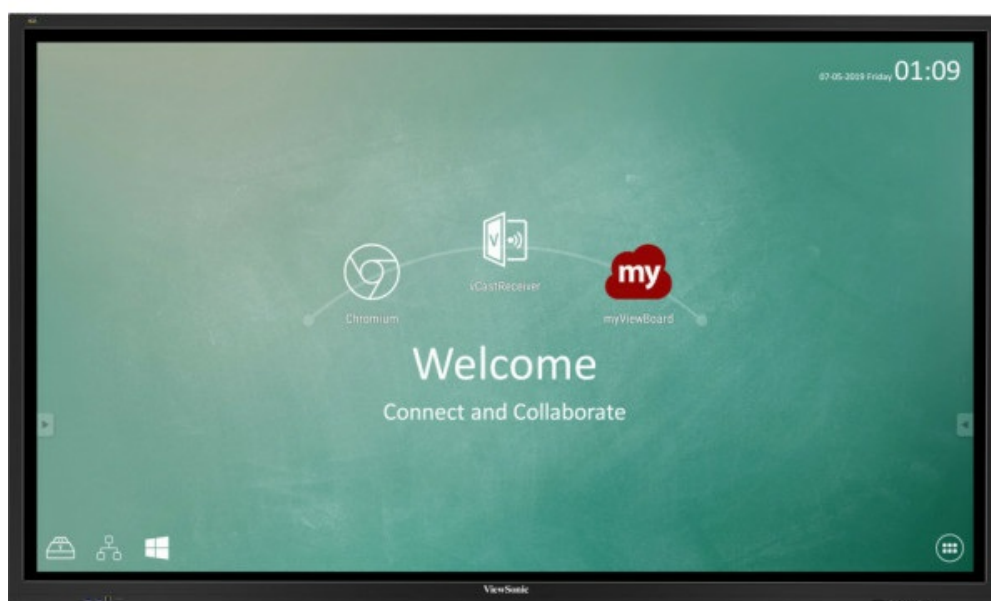 07-05-2019 Friday 01:09
V
vCastReceiver
my
Chromium
myViewBoard
Welcome
Connect and Collaborate
ViewSonic